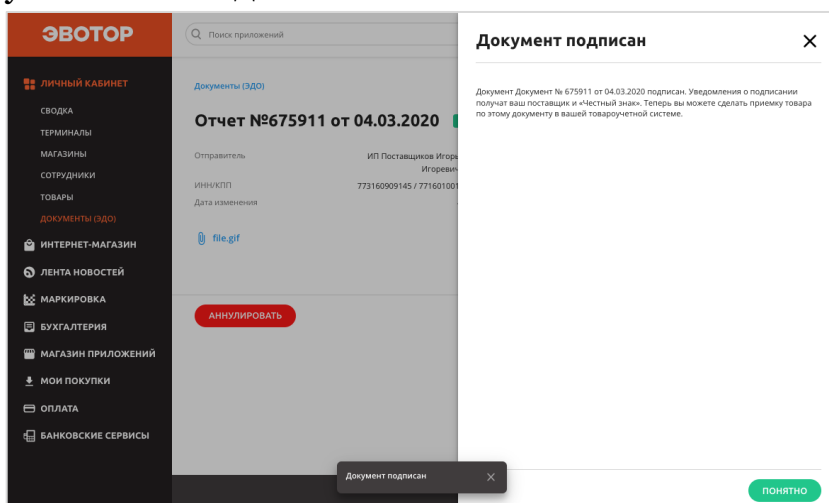 ЭВОТОР
Поиск приложений
ЛИЧНЫЙ КАБИНЕТ
СВОДКА
ТЕРМИНАЛЫ
МАГАЗИНЫ
СОТРУДНИКИ
ТОВАРЫ
ДОКУМЕНТЫ (ЭДО)
ИНТЕРНЕТ-МАГАЗИН
ЛЕНТА НОВОСТЕЙ
МАРКИРОВКА
БУХГАЛТЕРИЯ
МАГАЗИН ПРИЛОЖЕНИЙ
МОИ ПОКУПКИ
ОПЛАТА
БАНКОВСКИЕ СЕРВИСЫ
Документы (ЭДО)
Отчет №675911 от 04.03.2020
Отправитель ИП Поставщиков Игорь
Игоревич
ИНН/КПП 773160909145 / 771601001
Дата изменения
file.gif
АННУЛИРОВАТЬ
Документ подписан
Документ подписан
Документ Документ № 675911 от 04.03.2020 подписан. Уведомления о подписании
получат ваш поставщик и «Честный знак». Теперь вы можете сделать приемку товара
по этому документу в вашей товароучетной системе.
ПОНЯТНО